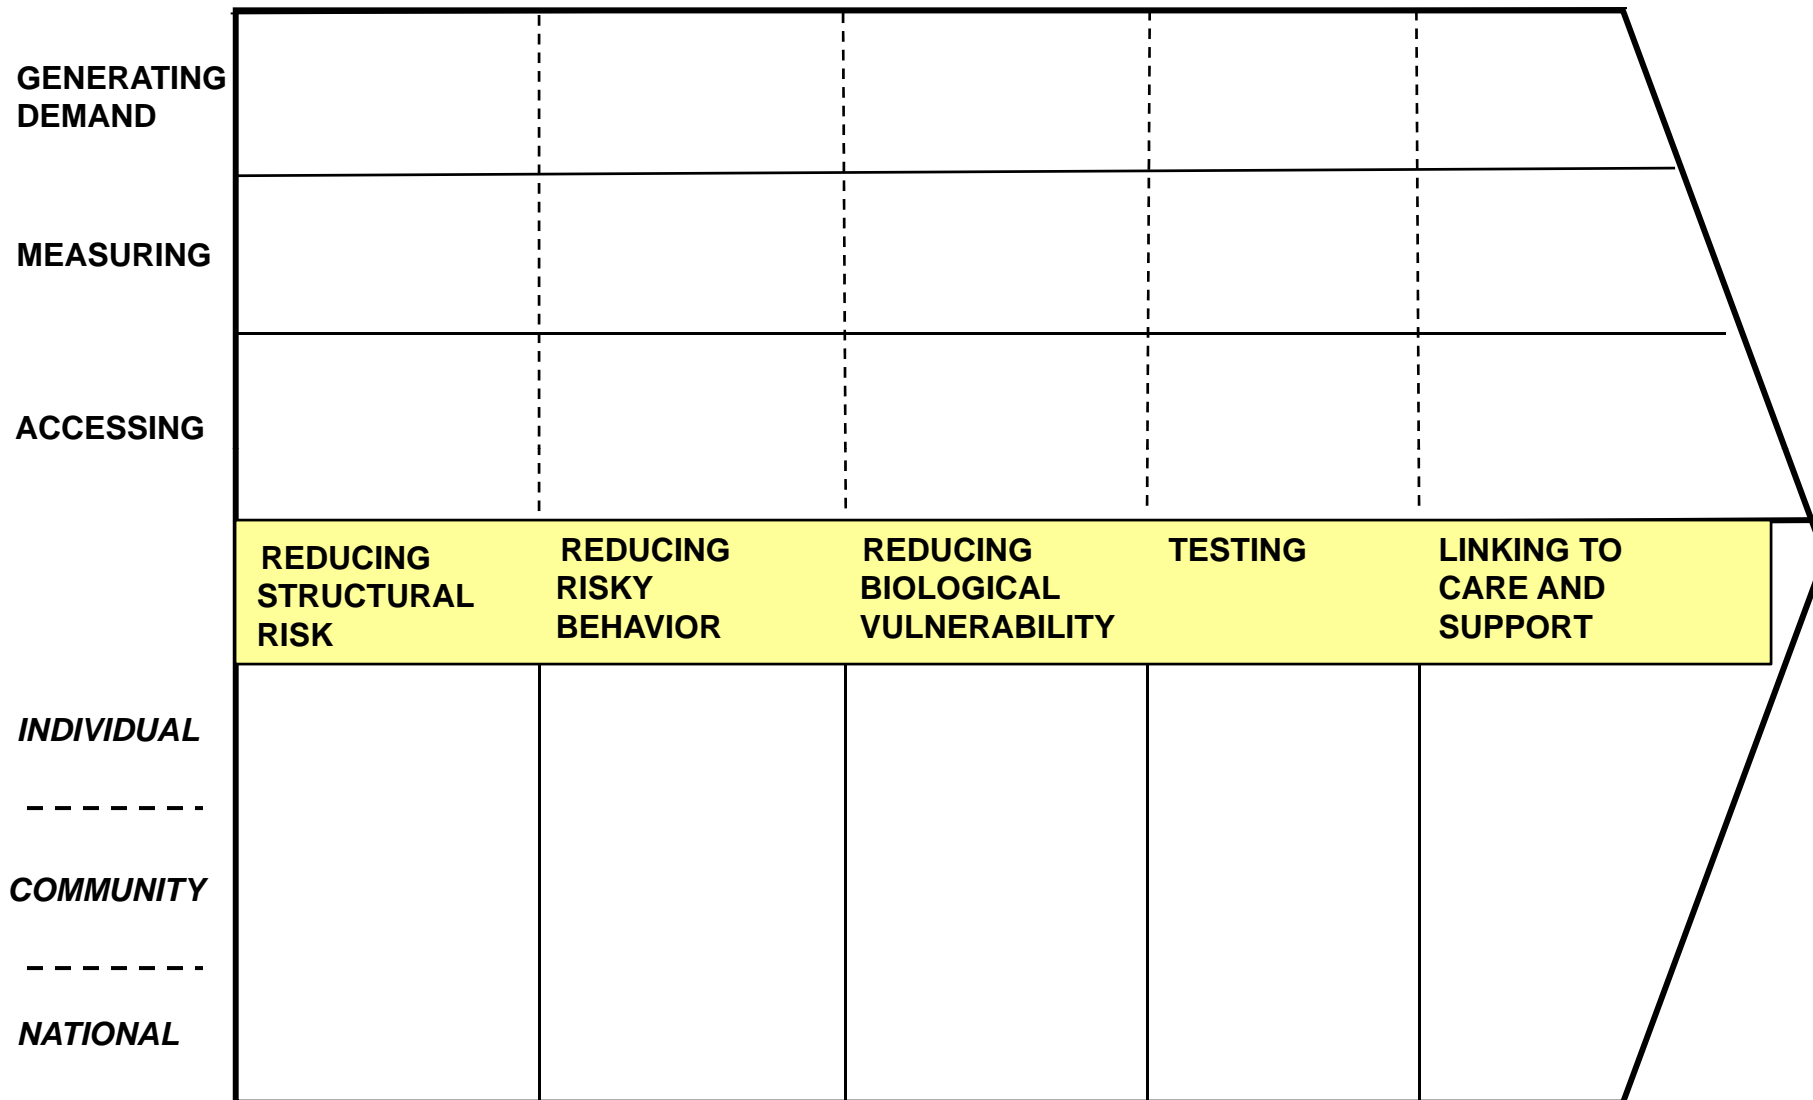 GENERATING
DEMAND
MEASURING
ACCESSING
REDUCING
STRUCTURAL
RISK
REDUCING
RISKY
BEHAVIOR
REDUCING
BIOLOGICAL
VULNERABILITY
TESTING
LINKING TO
CARE AND
SUPPORT
INDIVIDUAL
COMMUNITY
NATIONAL